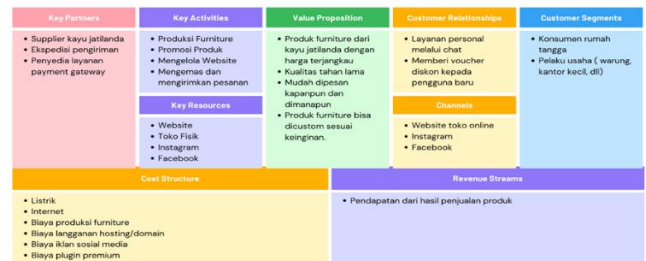 Key Partners
• Supplier kayu jatilanda
• Ekspedisi pengiriman
• Penyedia layanan
payment gateway
Key Activities
• Produksi Furniture
• Promosi Produk
• Mengelola Website
• Mengemas dan
mengirimkan pesanan
Key Resources
• Website
• Toko Fisik
• Instagram
• Facebook
Value Proposition
• Produk furniture dari
kayu jatilanda dengan
harga terjangkau
• Kualitas tahan lama
• Mudah dipesan
kapanpun dan
dimanapun
• Produk furniture bisa
dicustom sesuai
keinginan.
Customer Relationships
• Layanan personal
melalui chat
• Memberi voucher
diskon kepada
pengguna baru
Channels
• Website toko online
• Instagram
• Facebook
Customer Segments
• Konsumen rumah
tangga
• Pelaku usaha ( warung,
kantor kecil, dll)
Cost Structure
• Listrik
• Internet
• Biaya produksi furniture
• Biaya langganan hosting/domain
• Biaya iklan sosial media
• Biaya plugin premium
Revenue Streams
• Pendapatan dari hasil penjualan produk